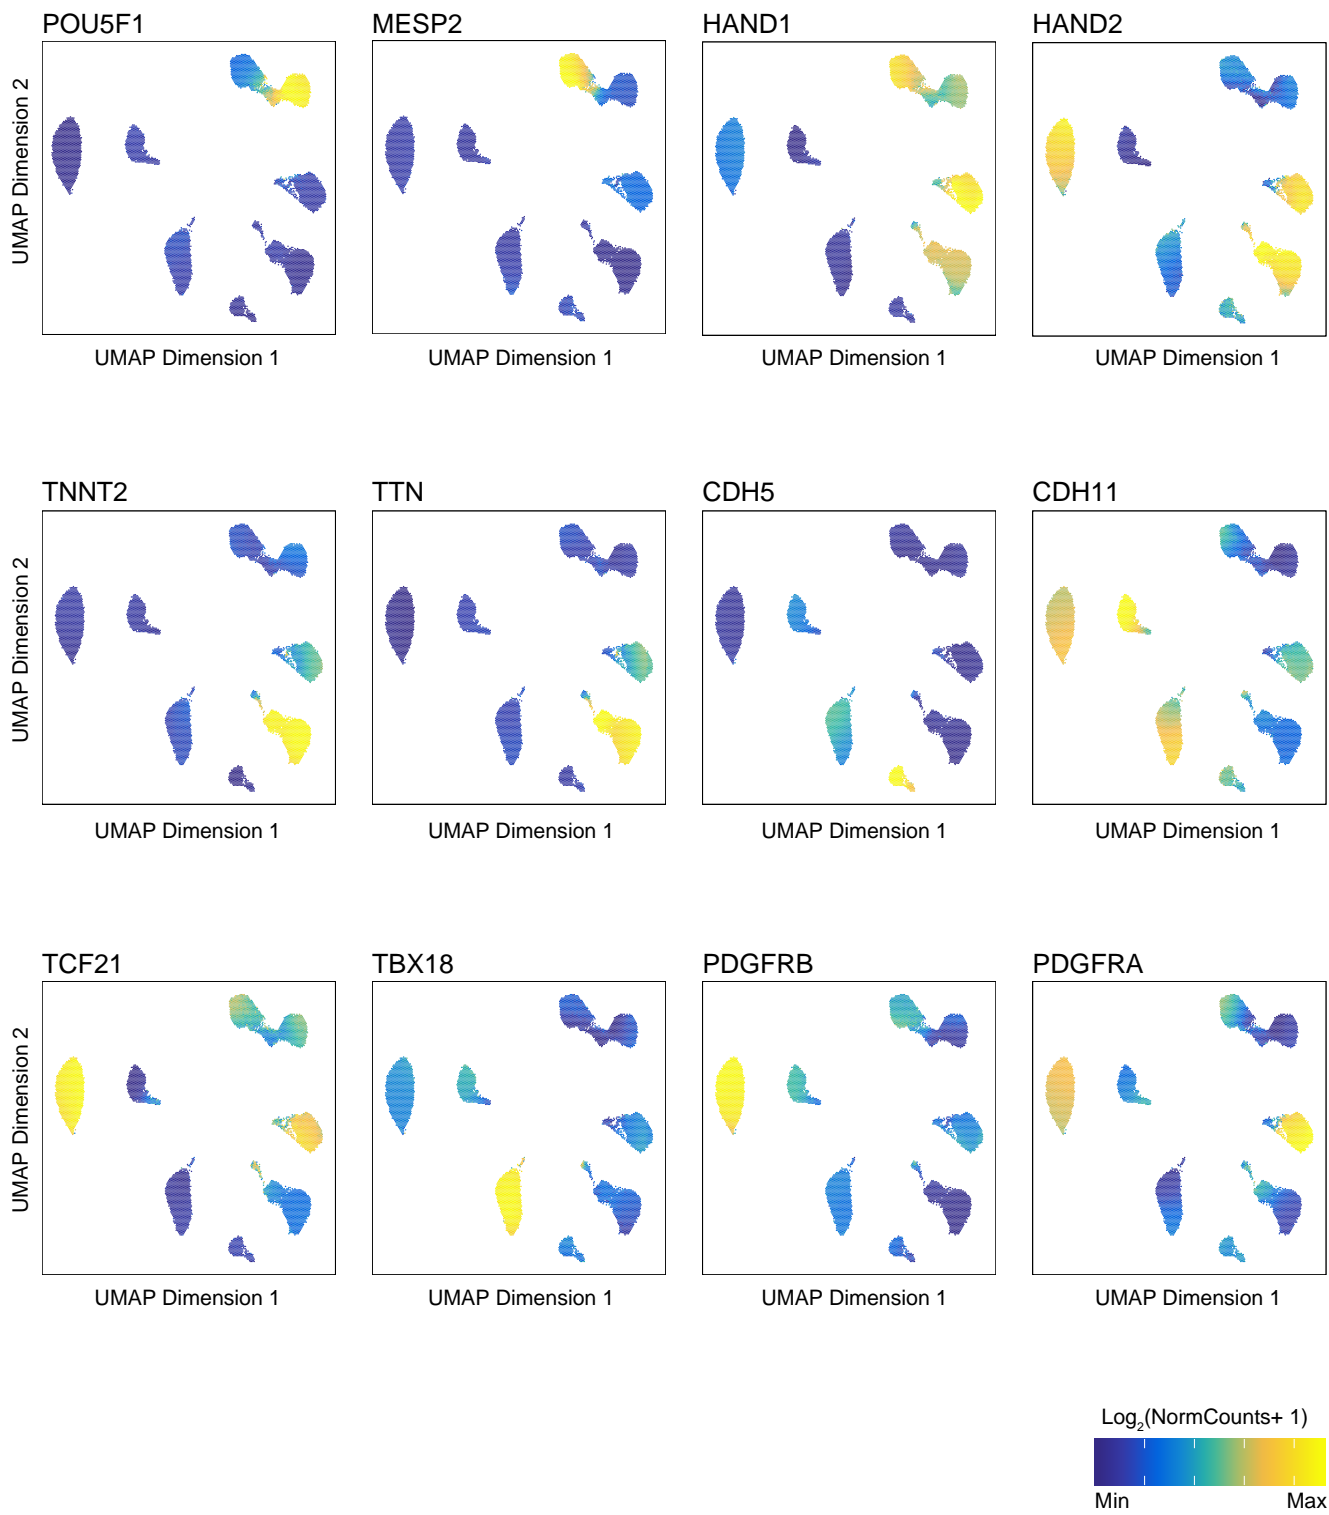 POU5F1 MESP2 HAND1 HAND2
UMAP Dimension 2
UMAP Dimension 1 UMAP Dimension 1 UMAP Dimension 1 UMAP Dimension 1
TNNT2 TTN CDH5 CDH11
UMAP Dimension 2
UMAP Dimension 1 UMAP Dimension 1 UMAP Dimension 1 UMAP Dimension 1
TCF21 TBX18 PDGFRB PDGFRA
UMAP Dimension 2
UMAP Dimension 1 UMAP Dimension 1 UMAP Dimension 1 UMAP Dimension 1
Log₂(NormCounts+ 1)
Min Max